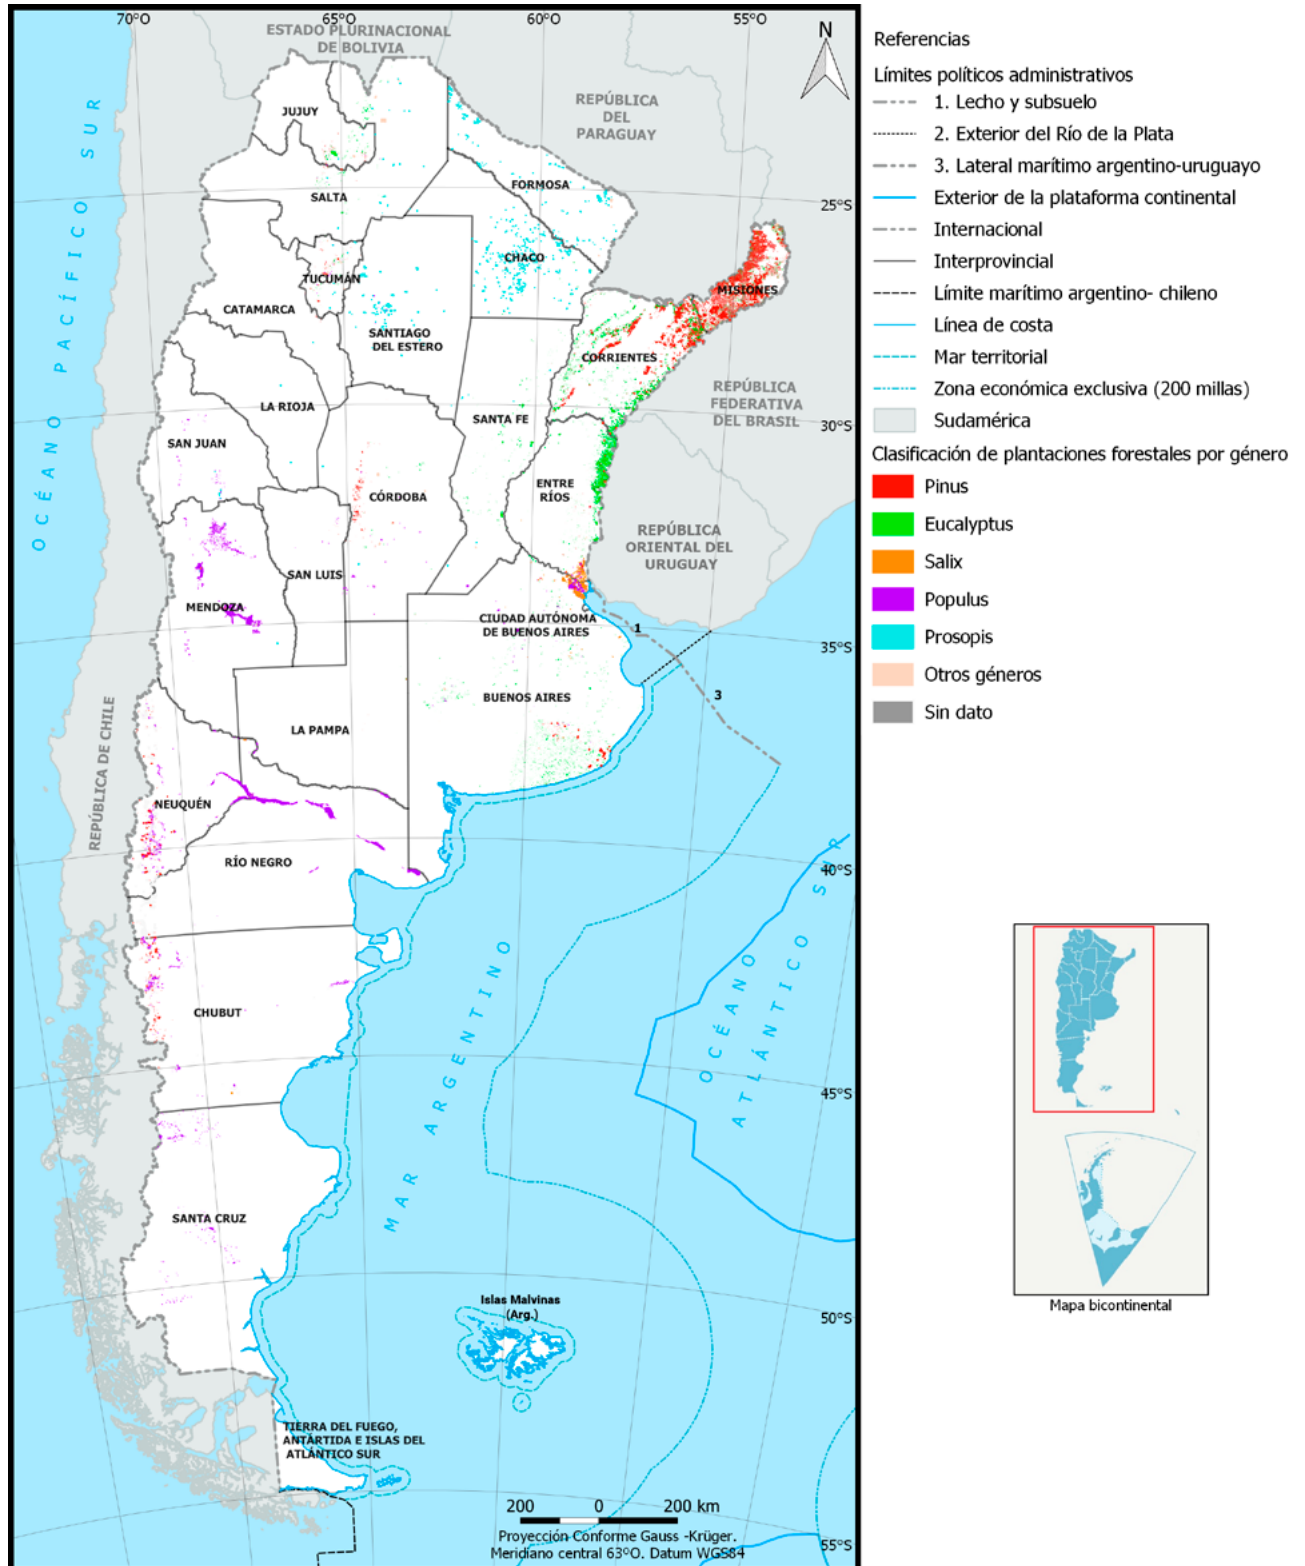 70°O
65°O
60°O
55°O
ESTADO PLURINACIONAL
DE BOLIVIA
N
REPÚBLICA
DEL
PARAGUAY
JUJUY
FORMOSA
SALTA
25°S
CHACO
TUCUMÁN
MISIONES
CATAMARCA
SANTIAGO
DEL ESTERO
CORRIENTES
REPÚBLICA
FEDERATIVA
DEL BRASIL
LA RIOJA
SANTA FE
30°S
SAN JUAN
CÓRDOBA
ENTRE
RÍOS
REPÚBLICA
ORIENTAL DEL
URUGUAY
SAN LUIS
MENDOZA
CIUDAD AUTÓNOMA
DE BUENOS AIRES
1
35°S
3
BUENOS AIRES
LA PAMPA
REPÚBLICA DE CHILE
NEUQUÉN
RÍO NEGRO
40°S
CHUBUT
45°S
SANTA CRUZ
Islas Malvinas
(Arg.)
50°S
TIERRA DEL FUEGO,
ANTÁRTIDA E ISLAS DEL
ATLÁNTICO SUR
OCÉANO PACÍFICO SUR
MAR ARGENTINO
OCÉANO
ATLÁNTICO SUR
200 0 200 km
Proyección Conforme Gauss -Krüger.
Meridiano central 63ºO. Datum WGS84
70°O
65°O
60°O
55°S
Referencias
Límites políticos administrativos
1. Lecho y subsuelo
2. Exterior del Río de la Plata
3. Lateral marítimo argentino-uruguayo
Exterior de la plataforma continental
Internacional
Interprovincial
Límite marítimo argentino- chileno
Línea de costa
Mar territorial
Zona económica exclusiva (200 millas)
Sudamérica
Clasificación de plantaciones forestales por género
Pinus
Eucalyptus
Salix
Populus
Prosopis
Otros géneros
Sin dato
Mapa bicontinental